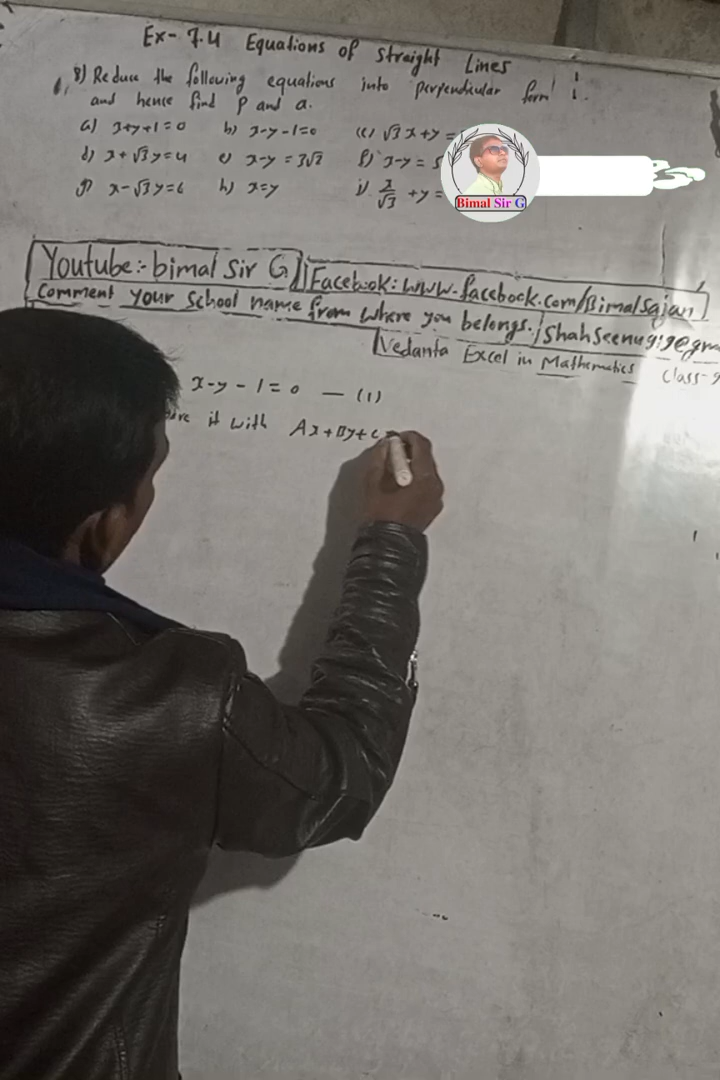 Ex- 7.4 Equations of Straight Lines
8) Reduce the following equations into perpendicular form
and hence find P and α.
a) x+y+1=0 b) x-y-1=0 (c) √3x+y=
d) x+√3y=4 e) x-y=3√2 f) x-y=5
g) x-√3y=6 h) x=y i) x/√3 +y=
Bimal Sir G
Youtube:- bimal sir G
Facebook: www.facebook.com/Bimalsajan
Comment your school name from where you belongs.
Vedanta Excel in Mathematics class-9
x-y-1=0 — (1)
it with Ax+By+c=